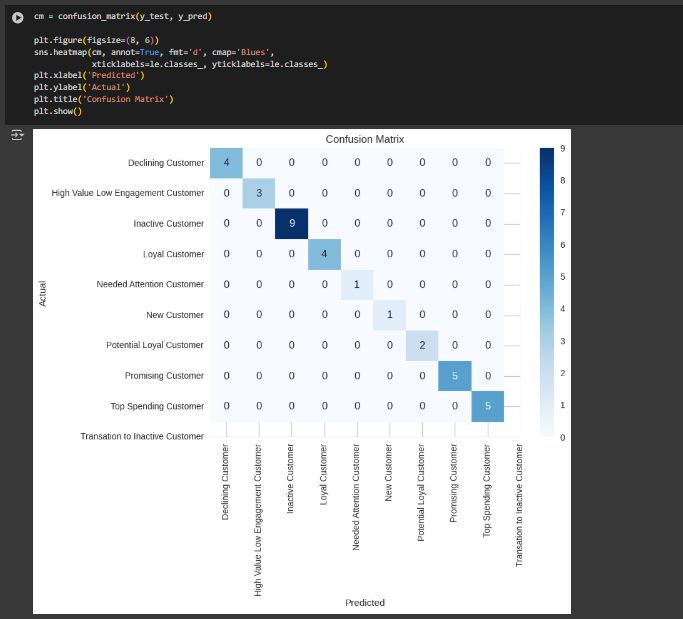 cm = confusion_matrix(y_test, y_pred)
plt.figure(figsize=(8, 6))
sns.heatmap(cm, annot=True, fmt='d', cmap='Blues',
xticklabels=le.classes_, yticklabels=le.classes_)
plt.xlabel('Predicted')
plt.ylabel('Actual')
plt.title('Confusion Matrix')
plt.show()
Confusion Matrix
Actual
Declining Customer 4 0 0 0 0 0 0 0 0
High Value Low Engagement Customer 0 3 0 0 0 0 0 0 0
Inactive Customer 0 0 9 0 0 0 0 0 0
Loyal Customer 0 0 0 4 0 0 0 0 0
Needed Attention Customer 0 0 0 0 1 0 0 0 0
New Customer 0 0 0 0 0 1 0 0 0
Potential Loyal Customer 0 0 0 0 0 0 2 0 0
Promising Customer 0 0 0 0 0 0 0 5 0
Top Spending Customer 0 0 0 0 0 0 0 0 5
Transation to Inactive Customer
Declining Customer
High Value Low Engagement Customer
Inactive Customer
Loyal Customer
Needed Attention Customer
New Customer
Potential Loyal Customer
Promising Customer
Top Spending Customer
Transation to Inactive Customer
Predicted
9
8
7
6
5
4
3
2
1
0